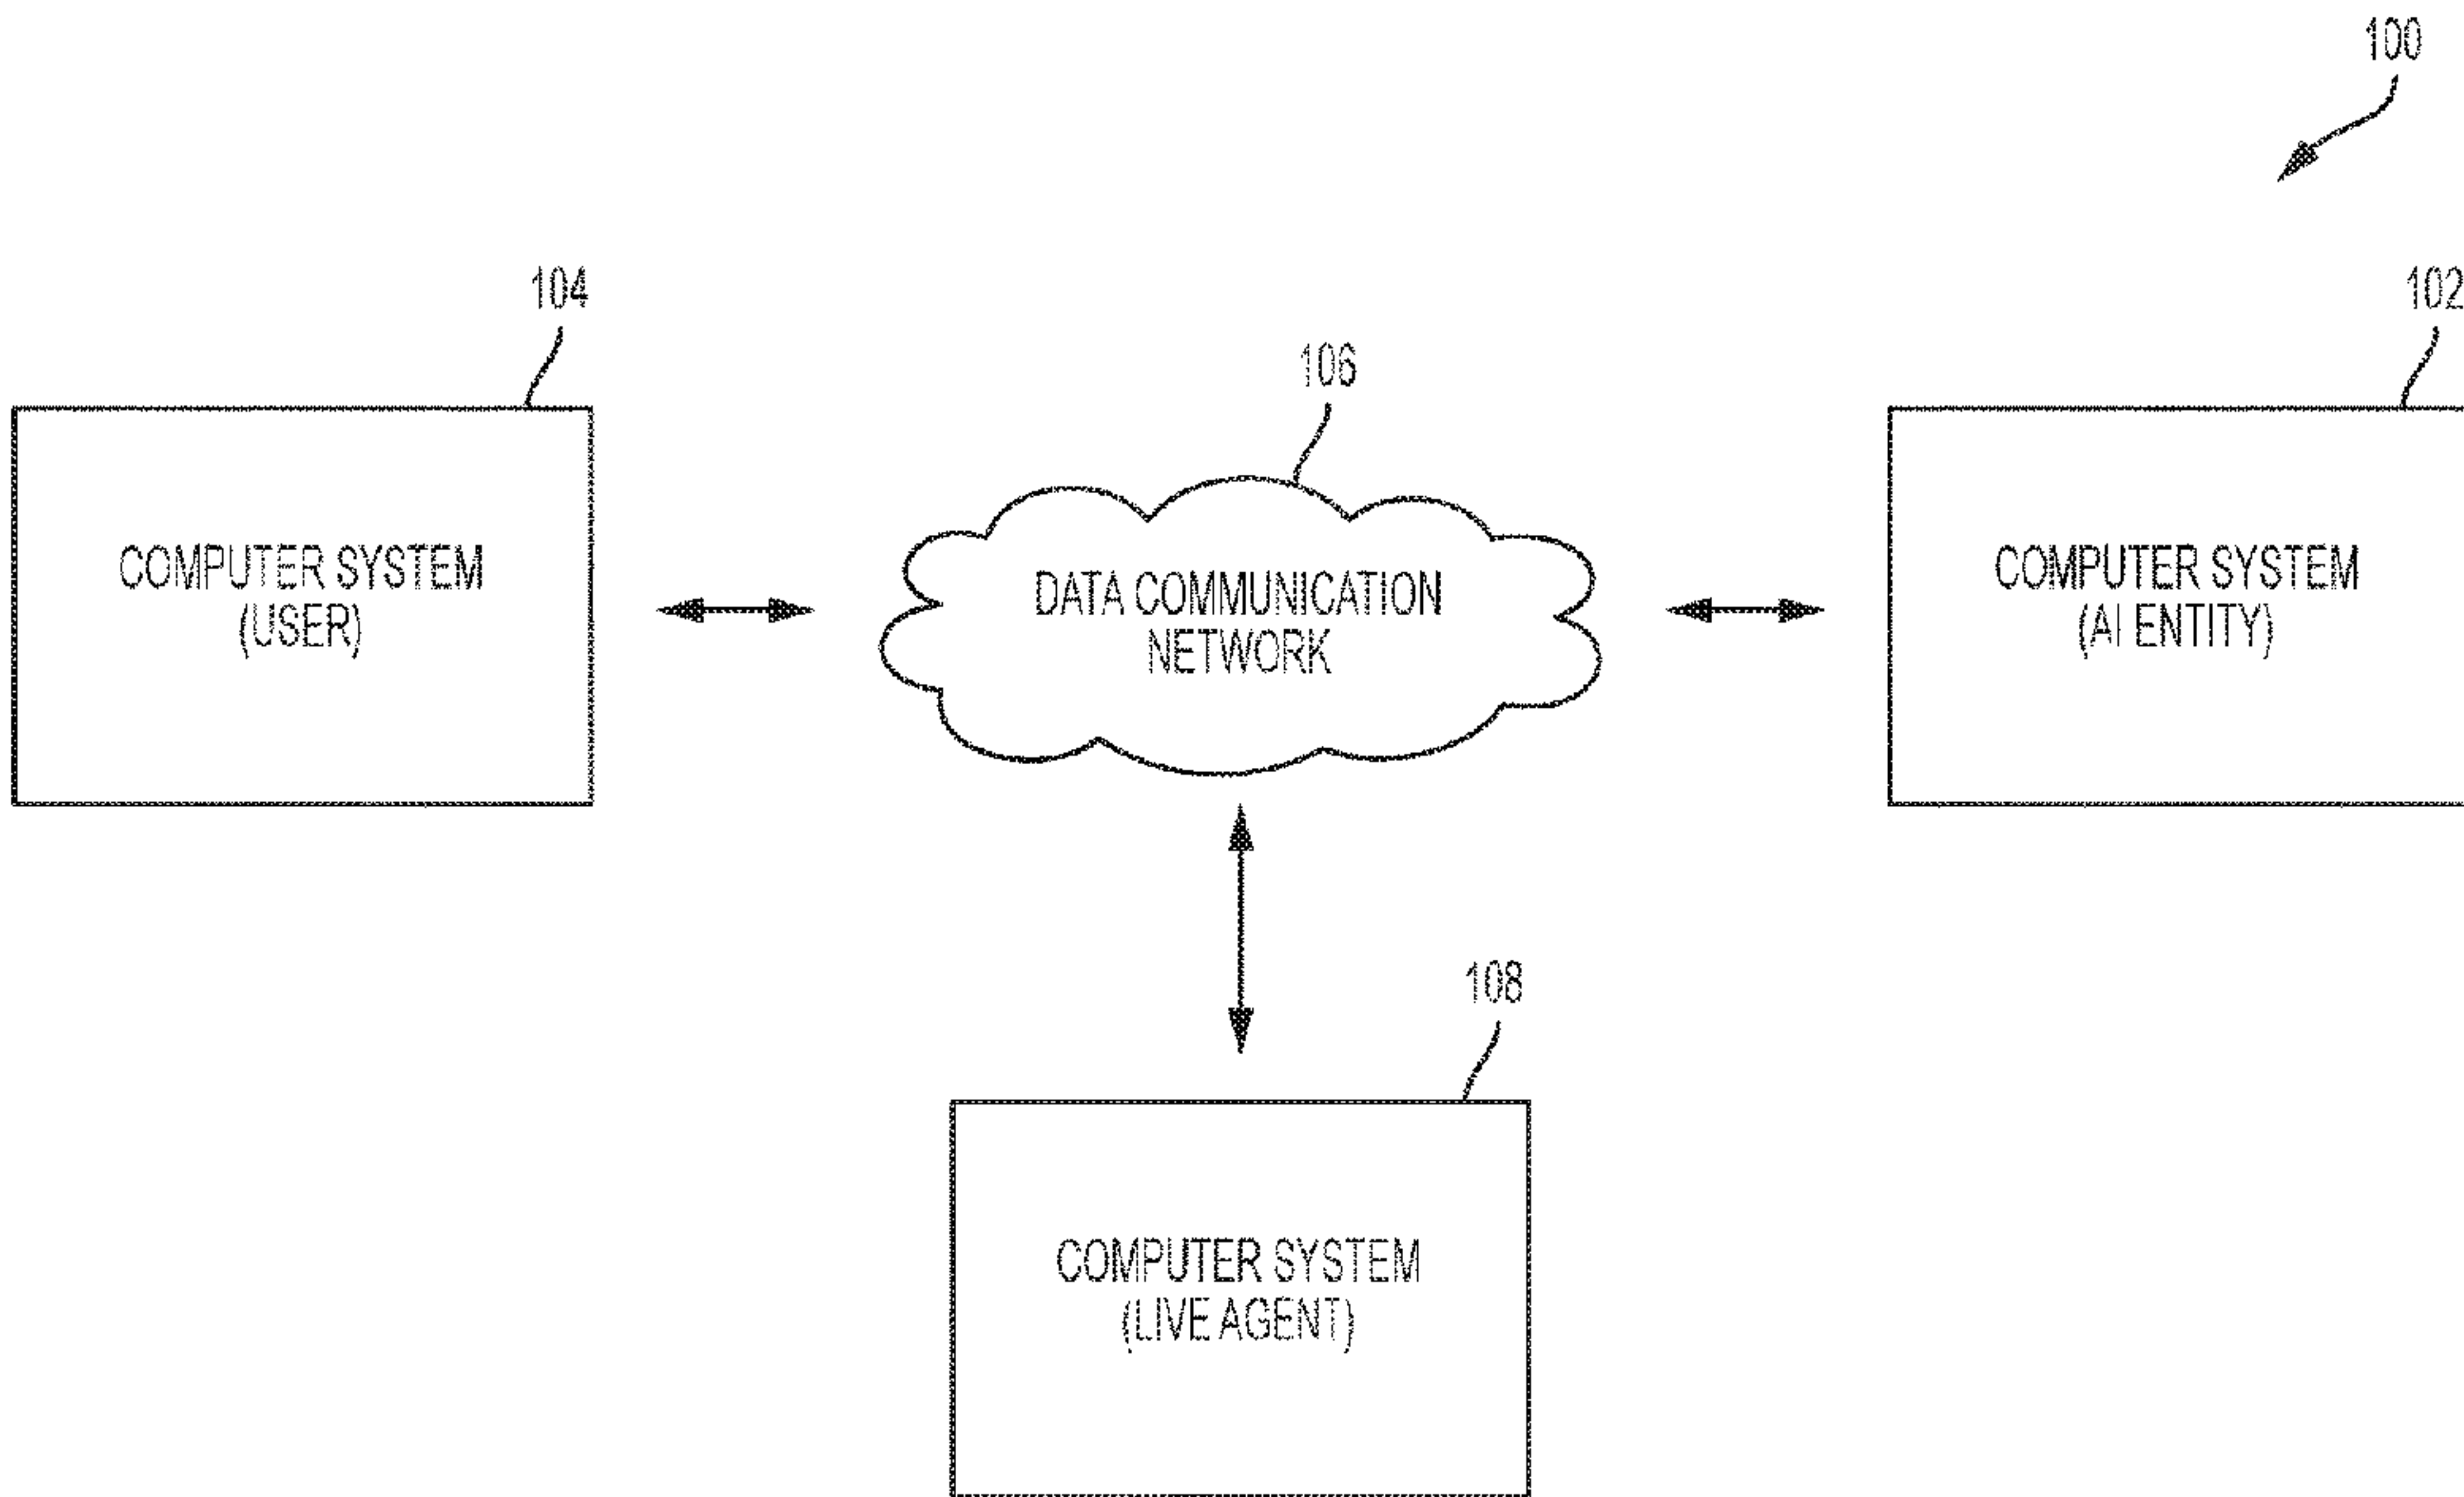 100
104
102
106
COMPUTER SYSTEM
(USER)
DATA COMMUNICATION
NETWORK
COMPUTER SYSTEM
(AI ENTITY)
108
COMPUTER SYSTEM
(LIVE AGENT)